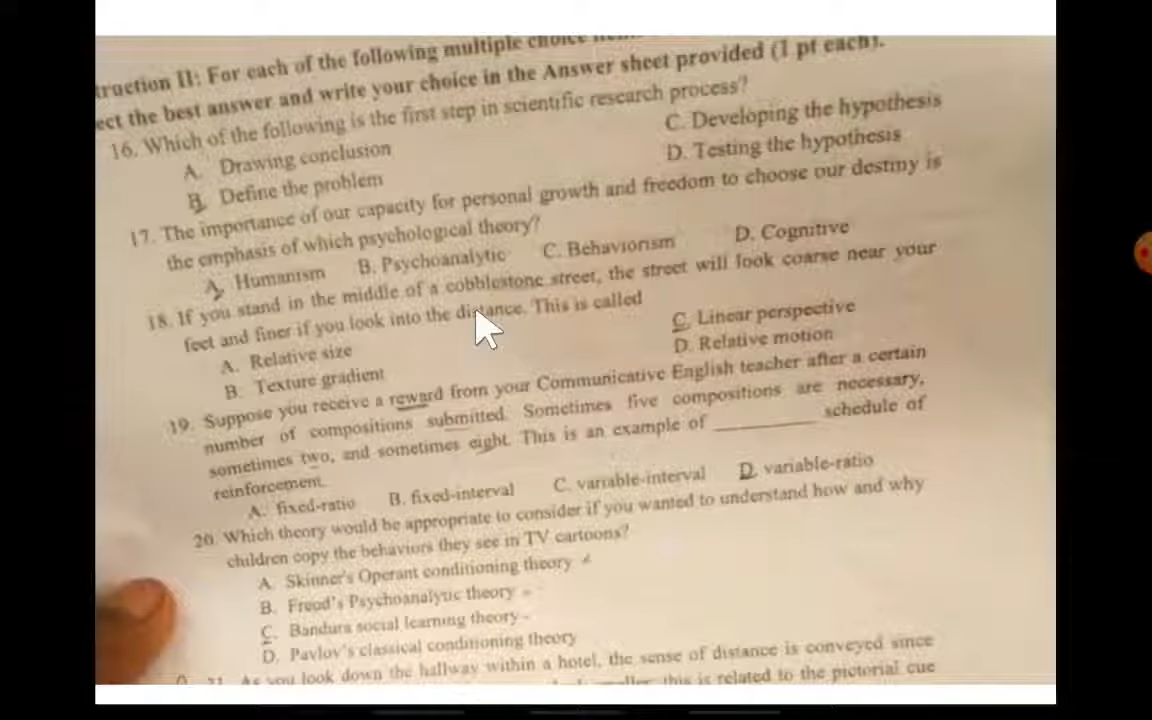 truction II: For each of the following multiple choice
ect the best answer and write your choice in the Answer sheet provided (1 pt each).
16. Which of the following is the first step in scientific research process?
A. Drawing conclusion
C. Developing the hypothesis
B. Define the problem
D. Testing the hypothesis
17. The importance of our capacity for personal growth and freedom to choose our destiny is
the emphasis of which psychological theory?
A. Humanism B. Psychoanalytic C. Behaviorism D. Cognitive
18. If you stand in the middle of a cobblestone street, the street will look coarse near your
feet and finer if you look into the distance. This is called
A. Relative size
C. Linear perspective
B. Texture gradient
D. Relative motion
19. Suppose you receive a reward from your Communicative English teacher after a certain
number of compositions submitted. Sometimes five compositions are necessary,
sometimes two, and sometimes eight. This is an example of ________ schedule of
reinforcement.
A. fixed-ratio B. fixed-interval C. variable-interval D. variable-ratio
20. Which theory would be appropriate to consider if you wanted to understand how and why
children copy the behaviors they see in TV cartoons?
A. Skinner's Operant conditioning theory
B. Freud's Psychoanalytic theory
C. Bandura social learning theory
D. Pavlov's classical conditioning theory
21. As you look down the hallway within a hotel, the sense of distance is conveyed since
this is related to the pictorial cue